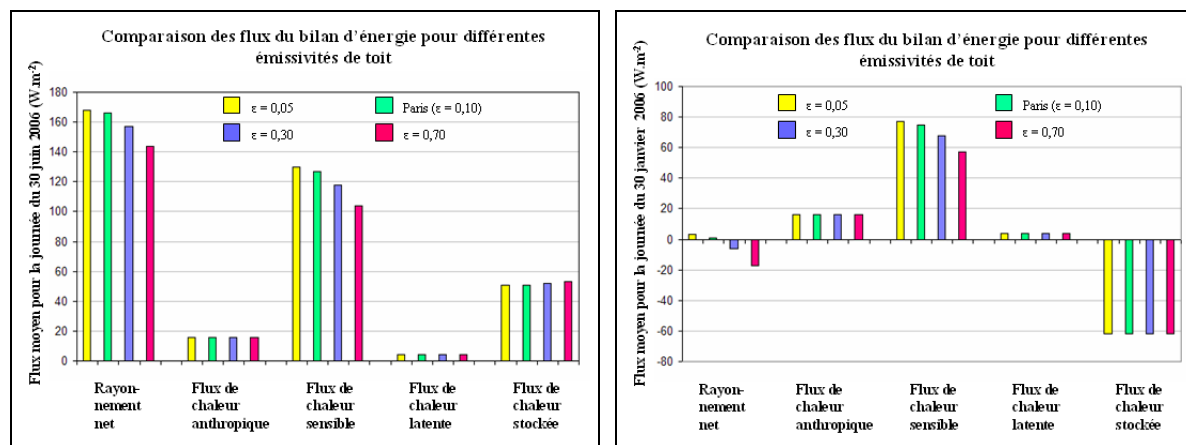 Comparaison des flux du bilan d'énergie pour différentes
émissivités de toit
Flux moyen pour la journée du 30 juin 2006 (W.m-2)
180
160
140
120
100
80
60
40
20
0
ε = 0,05
Paris (ε = 0,10)
ε = 0,30
ε = 0,70
Rayon-
nement
net
Flux de
chaleur
anthropique
Flux de
chaleur
sensible
Flux de
chaleur
latente
Flux de
chaleur
stockée
Comparaison des flux du bilan d'énergie pour différentes
émissivités de toit
Flux moyen pour la journée du 30 janvier 2006 (W.m-2)
100
80
60
40
20
0
-20
-40
-60
-80
ε = 0,05
Paris (ε = 0,10)
ε = 0,30
ε = 0,70
Rayon-
nement
net
Flux de
chaleur
anthropique
Flux de
chaleur
sensible
Flux de
chaleur
latente
Flux de
chaleur
stockée